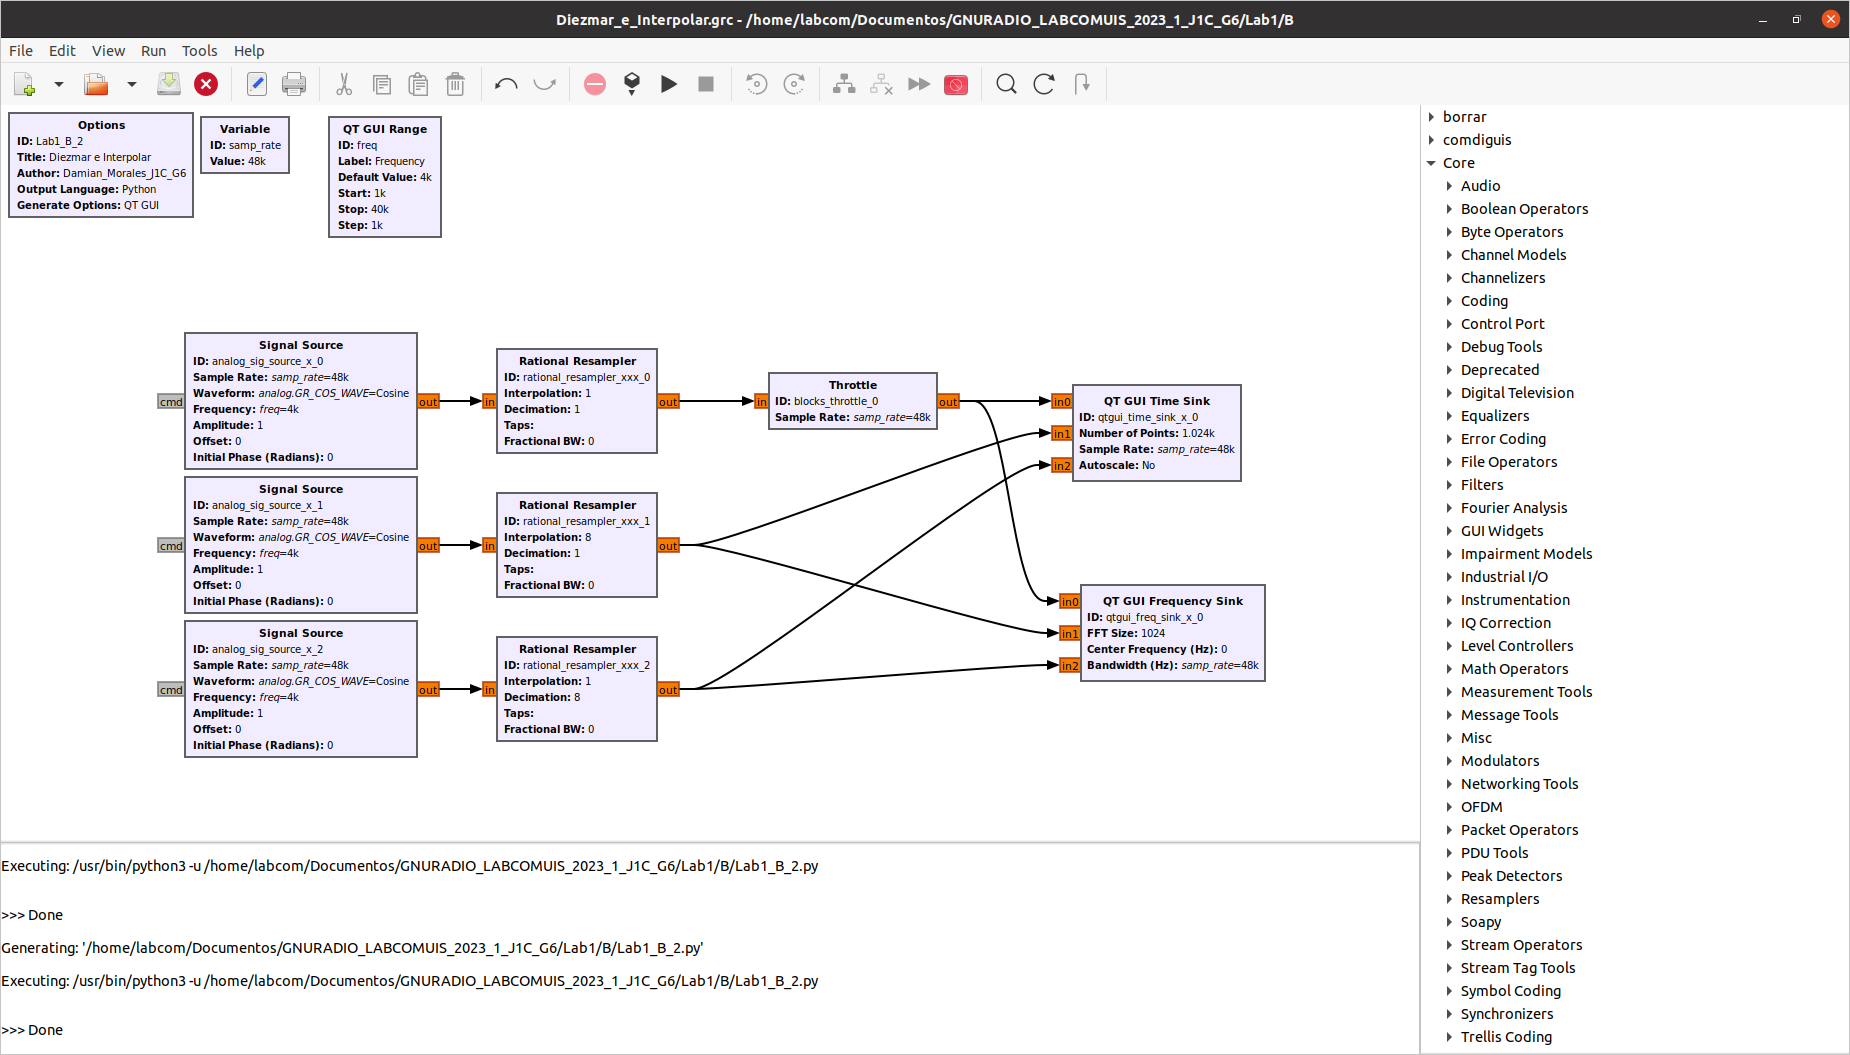 Diezmar_e_Interpolar.grc - /home/labcom/Documentos/GNURADIO_LABCOMUIS_2023_1_J1C_G6/Lab1/B
File Edit View Run Tools Help
Options
ID: Lab1_B_2
Title: Diezmar e Interpolar
Author: Damian_Morales_J1C_G6
Output Language: Python
Generate Options: QT GUI
Variable
ID: samp_rate
Value: 48k
QT GUI Range
ID: freq
Label: Frequency
Default Value: 4k
Start: 1k
Stop: 40k
Step: 1k
cmd
Signal Source
ID: analog_sig_source_x_0
Sample Rate: samp_rate=48k
Waveform: analog.GR_COS_WAVE=Cosine
Frequency: freq=4k
Amplitude: 1
Offset: 0
Initial Phase (Radians): 0
out
in
Rational Resampler
ID: rational_resampler_xxx_0
Interpolation: 1
Decimation: 1
Taps:
Fractional BW: 0
out
in
Throttle
ID: blocks_throttle_0
Sample Rate: samp_rate=48k
out
in0
in1
in2
QT GUI Time Sink
ID: qtgui_time_sink_x_0
Number of Points: 1.024k
Sample Rate: samp_rate=48k
Autoscale: No
cmd
Signal Source
ID: analog_sig_source_x_1
Sample Rate: samp_rate=48k
Waveform: analog.GR_COS_WAVE=Cosine
Frequency: freq=4k
Amplitude: 1
Offset: 0
Initial Phase (Radians): 0
out
in
Rational Resampler
ID: rational_resampler_xxx_1
Interpolation: 8
Decimation: 1
Taps:
Fractional BW: 0
out
in0
in1
in2
QT GUI Frequency Sink
ID: qtgui_freq_sink_x_0
FFT Size: 1024
Center Frequency (Hz): 0
Bandwidth (Hz): samp_rate=48k
cmd
Signal Source
ID: analog_sig_source_x_2
Sample Rate: samp_rate=48k
Waveform: analog.GR_COS_WAVE=Cosine
Frequency: freq=4k
Amplitude: 1
Offset: 0
Initial Phase (Radians): 0
out
in
Rational Resampler
ID: rational_resampler_xxx_2
Interpolation: 1
Decimation: 8
Taps:
Fractional BW: 0
out
Executing: /usr/bin/python3 -u /home/labcom/Documentos/GNURADIO_LABCOMUIS_2023_1_J1C_G6/Lab1/B/Lab1_B_2.py
>>> Done
Generating: '/home/labcom/Documentos/GNURADIO_LABCOMUIS_2023_1_J1C_G6/Lab1/B/Lab1_B_2.py'
Executing: /usr/bin/python3 -u /home/labcom/Documentos/GNURADIO_LABCOMUIS_2023_1_J1C_G6/Lab1/B/Lab1_B_2.py
>>> Done
borrar
comdiguis
Core
Audio
Boolean Operators
Byte Operators
Channel Models
Channelizers
Coding
Control Port
Debug Tools
Deprecated
Digital Television
Equalizers
Error Coding
File Operators
Filters
Fourier Analysis
GUI Widgets
Impairment Models
Industrial I/O
Instrumentation
IQ Correction
Level Controllers
Math Operators
Measurement Tools
Message Tools
Misc
Modulators
Networking Tools
OFDM
Packet Operators
PDU Tools
Peak Detectors
Resamplers
Soapy
Stream Operators
Stream Tag Tools
Symbol Coding
Synchronizers
Trellis Coding